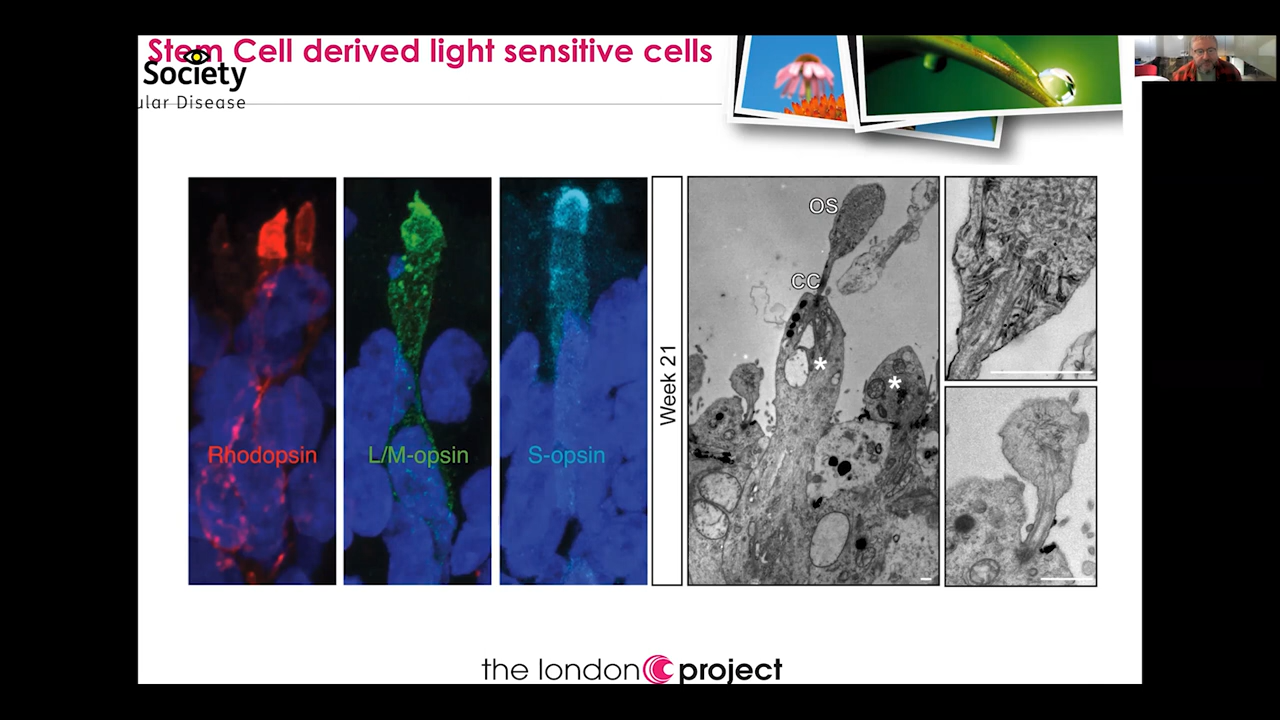 Stem Cell derived light sensitive cells
Society
ular Disease
Rhodopsin
L/M-opsin
S-opsin
Week 21
OS
CC
*
*
the london project